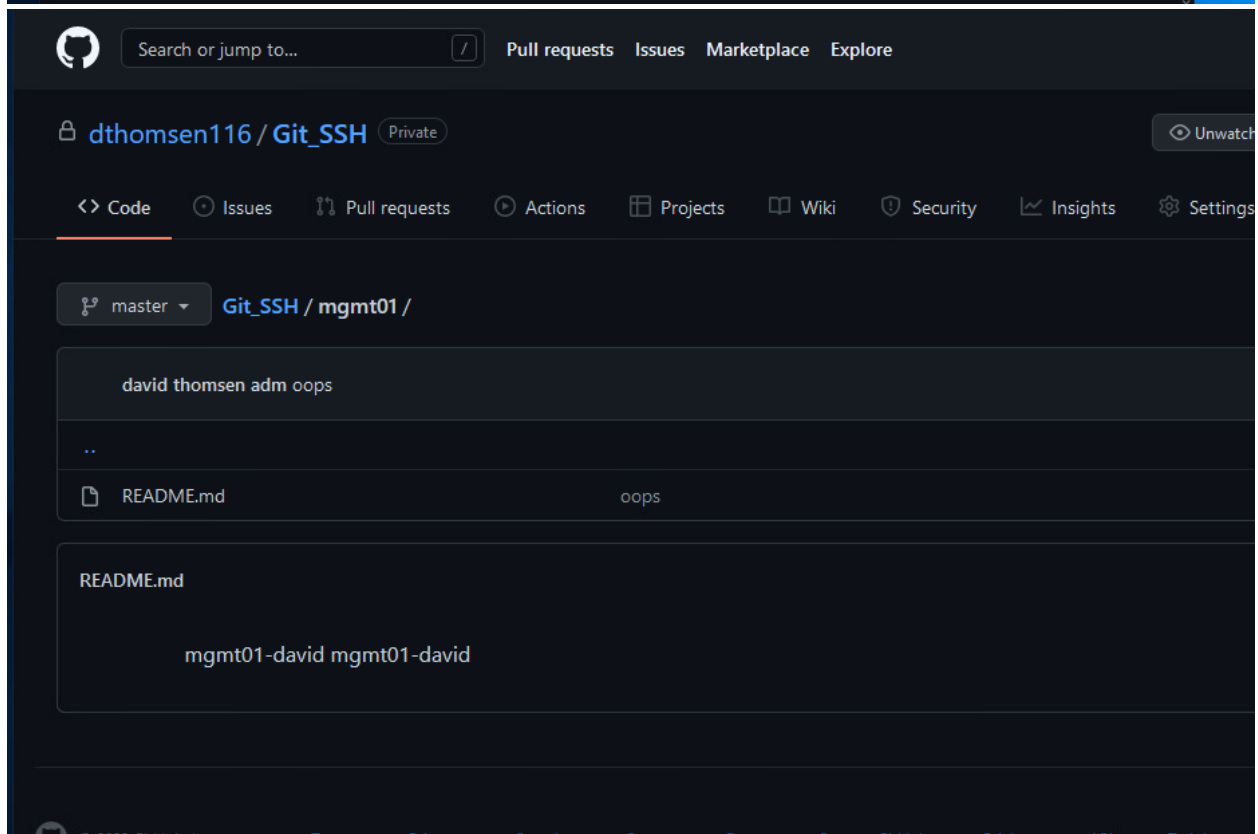 Search or jump to... / Pull requests Issues Marketplace Explore
dthomsen116 / Git_SSH Private Unwatch
<> Code Issues Pull requests Actions Projects Wiki Security Insights Settings
master Git_SSH / mgmt01 /
david thomsen adm oops
..
README.md oops
README.md
mgmt01-david mgmt01-david